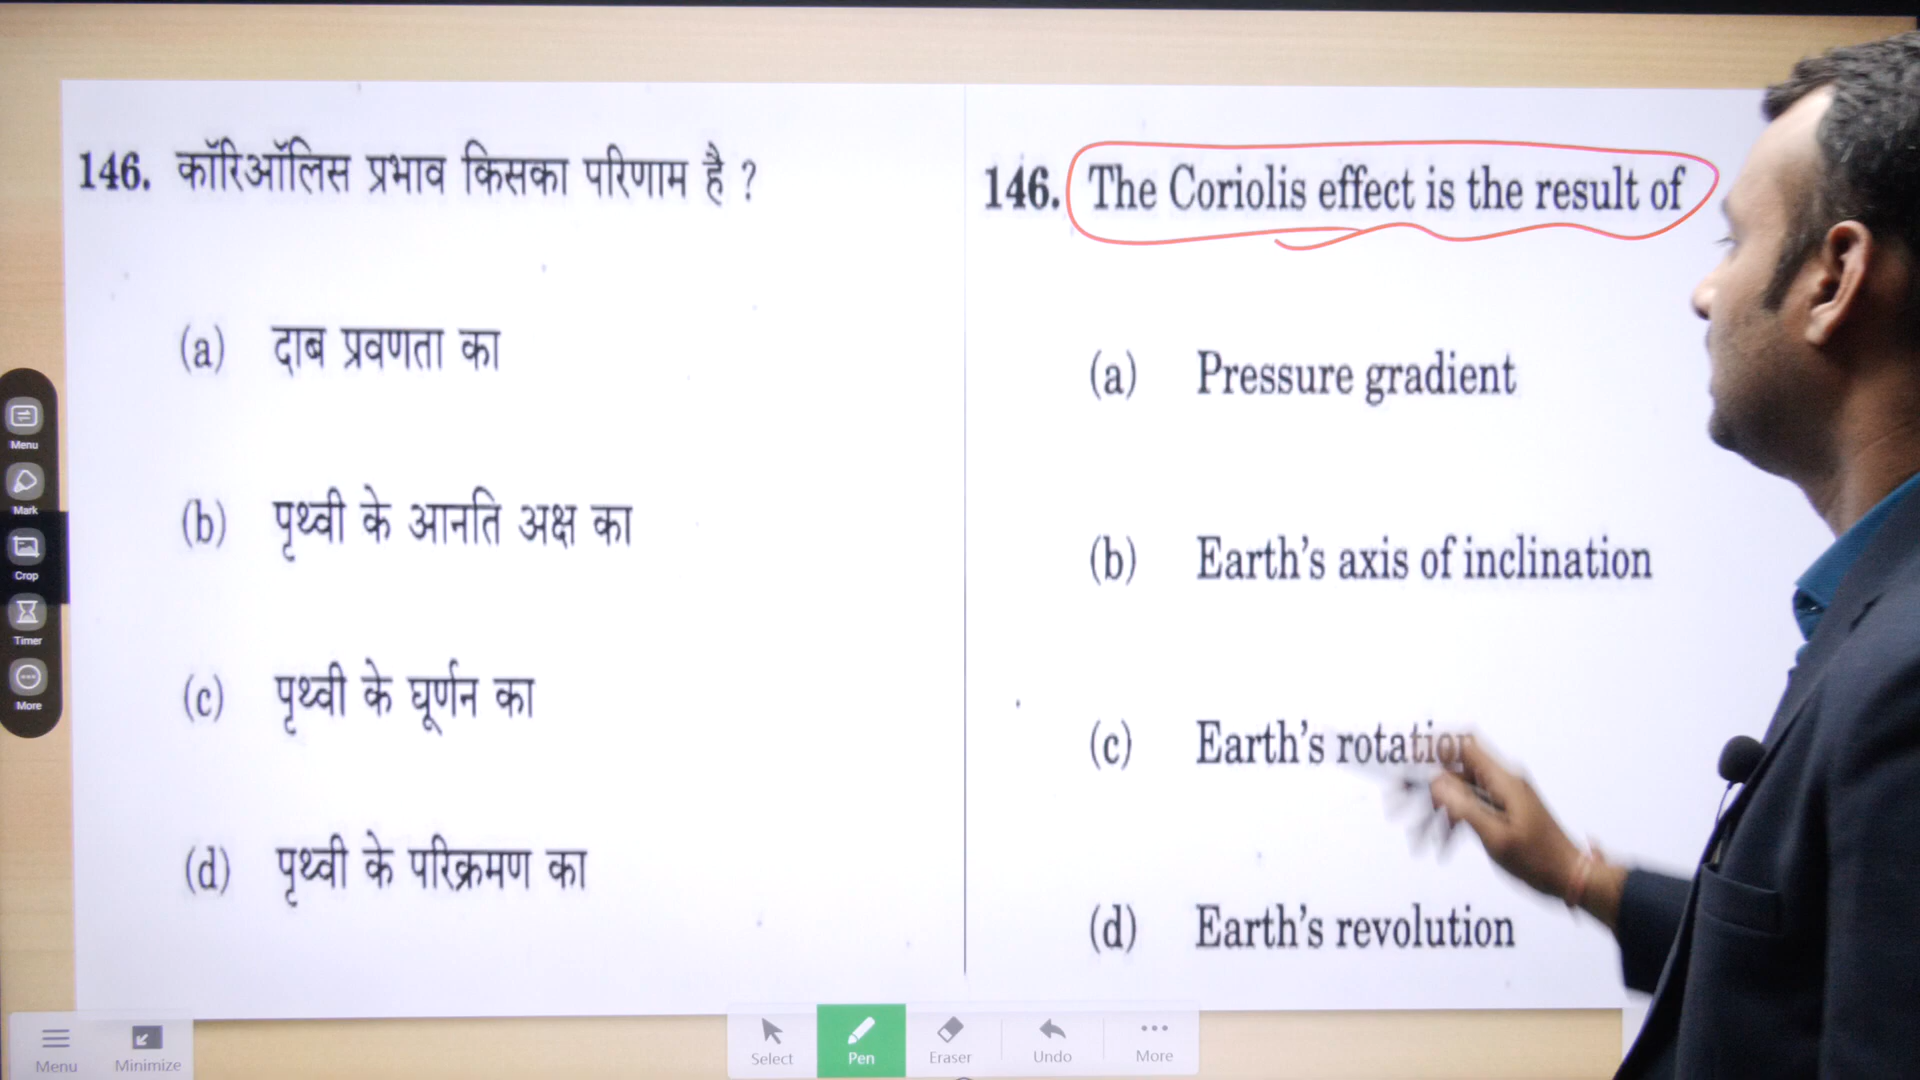 146. कॉरिऑलिस प्रभाव किसका परिणाम है ?
(a) दाब प्रवणता का
(b) पृथ्वी के आनति अक्ष का
(c) पृथ्वी के घूर्णन का
(d) पृथ्वी के परिक्रमण का
146. The Coriolis effect is the result of
(a) Pressure gradient
(b) Earth's axis of inclination
(c) Earth's rotation
(d) Earth's revolution
Menu
Mark
Crop
Timer
More
Menu
Minimize
Select
Pen
Eraser
Undo
More